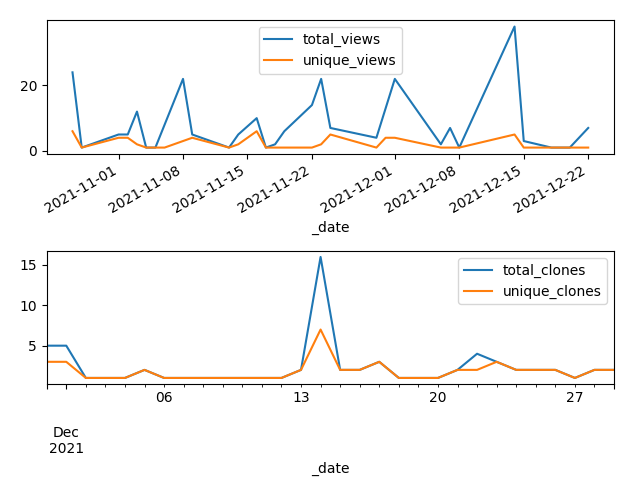 total_views
unique_views
20
0
2021-11-01
2021-11-08
2021-11-15
2021-11-22
2021-12-01
2021-12-08
2021-12-15
2021-12-22
_date
total_clones
unique_clones
15
10
5
06
13
20
27
Dec
2021
_date